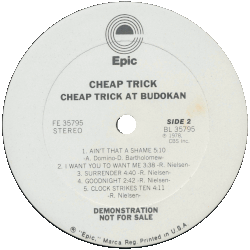 Epic
CHEAP TRICK
CHEAP TRICK AT BUDOKAN
FE 35795
STEREO
SIDE 2
BL 35795
℗ 1978
CBS Inc.
1. AIN'T THAT A SHAME 5:10
-A. Domino-D. Bartholomew-
2. I WANT YOU TO WANT ME 3:38 -R. Nielsen-
3. SURRENDER 4:40 -R. Nielsen-
4. GOODNIGHT 2:42 -R. Nielsen-
5. CLOCK STRIKES TEN 4:11
-R. Nielsen-
DEMONSTRATION
NOT FOR SALE
® "Epic," Marca Reg. Printed in U.S.A.